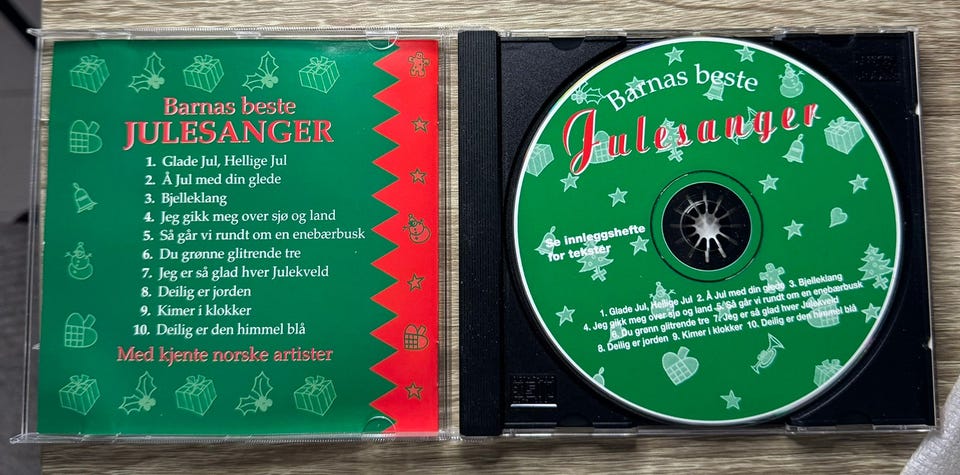 Barnas beste
JULESANGER
1. Glade Jul, Hellige Jul
2. Å Jul med din glede
3. Bjelleklang
4. Jeg gikk meg over sjø og land
5. Så går vi rundt om en enebærbusk
6. Du grønne glitrende tre
7. Jeg er så glad hver Julekveld
8. Deilig er jorden
9. Kimer i klokker
10. Deilig er den himmel blå
Med kjente norske artister
Barnas beste
Julesanger
Se innleggshefte
for tekster
1. Glade Jul, Hellige Jul 2. Å Jul med din glede 3. Bjelleklang
4. Jeg gikk meg over sjø og land 5. Så går vi rundt om en enebærbusk
6. Du grønn glitrende tre 7. Jeg er så glad hver Julekveld
8. Deilig er jorden 9. Kimer i klokker 10. Deilig er den himmel blå